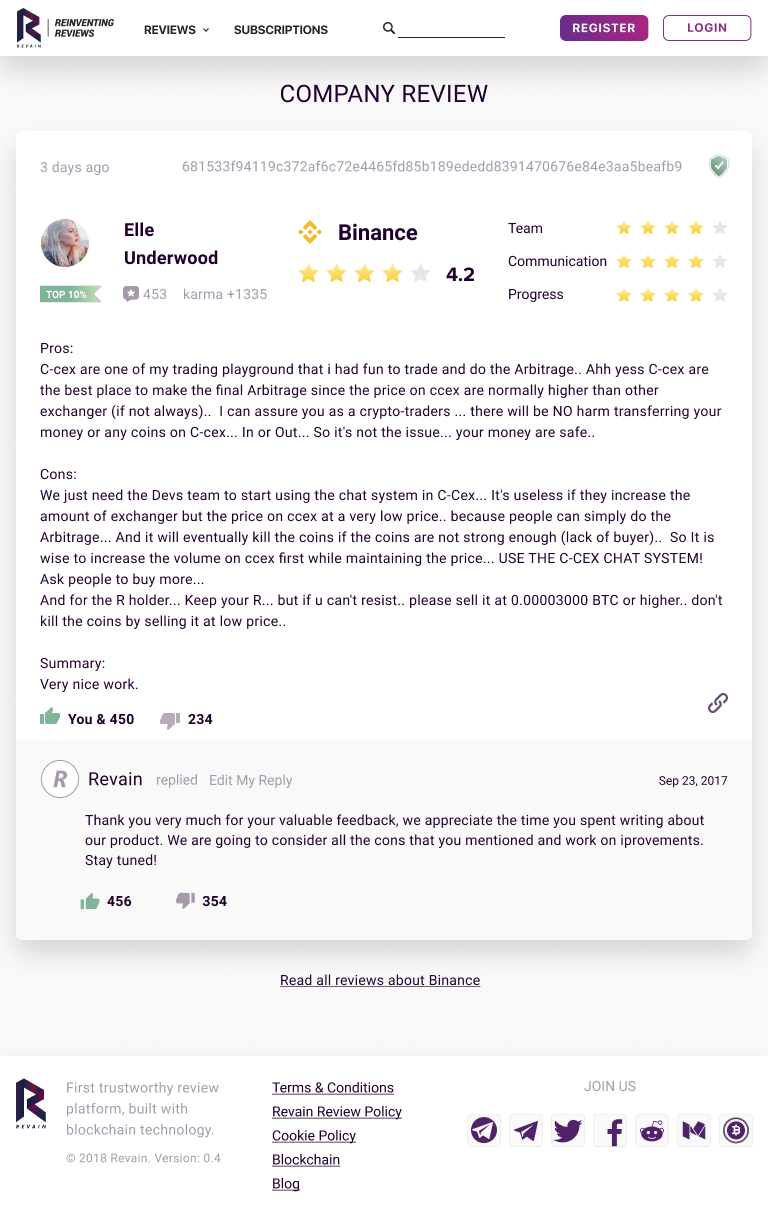 REVAIN
REINVENTING
REVIEWS
REVIEWS
SUBSCRIPTIONS
REGISTER
LOGIN
COMPANY REVIEW
3 days ago
681533f94119c372af6c72e4465fd85b189ededd8391470676e84e3aa5beafb9
Elle
Underwood
TOP 10%
453
karma +1335
Binance
4.2
Team
Communication
Progress
Pros:
C-cex are one of my trading playground that i had fun to trade and do the Arbitrage.. Ahh yess C-cex are
the best place to make the final Arbitrage since the price on ccex are normally higher than other
exchanger (if not always)..  I can assure you as a crypto-traders ... there will be NO harm transferring your
money or any coins on C-cex... In or Out... So it's not the issue... your money are safe..
Cons:
We just need the Devs team to start using the chat system in C-Cex... It's useless if they increase the
amount of exchanger but the price on ccex at a very low price.. because people can simply do the
Arbitrage... And it will eventually kill the coins if the coins are not strong enough (lack of buyer)..  So It is
wise to increase the volume on ccex first while maintaining the price... USE THE C-CEX CHAT SYSTEM!
Ask people to buy more...
And for the R holder... Keep your R... but if u can't resist.. please sell it at 0.00003000 BTC or higher.. don't
kill the coins by selling it at low price..
Summary:
Very nice work.
You & 450
234
R
Revain
replied
Edit My Reply
Sep 23, 2017
Thank you very much for your valuable feedback, we appreciate the time you spent writing about
our product. We are going to consider all the cons that you mentioned and work on iprovements.
Stay tuned!
456
354
Read all reviews about Binance
REVAIN
First trustworthy review
platform, built with
blockchain technology.
© 2018 Revain. Version: 0.4
Terms & Conditions
Revain Review Policy
Cookie Policy
Blockchain
Blog
JOIN US